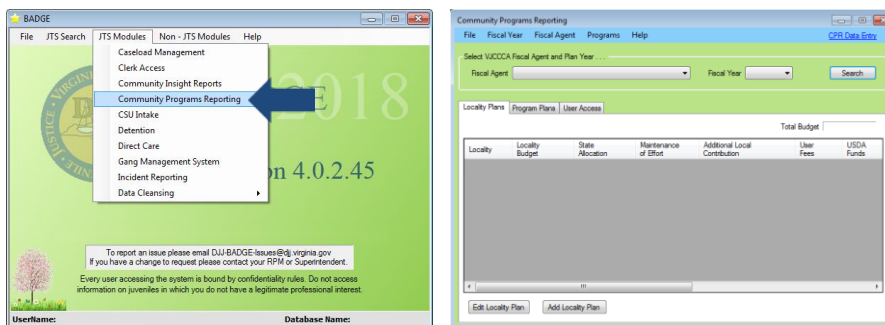 BADGE
File JTS Search JTS Modules Non - JTS Modules Help
Caseload Management
Clerk Access
Community Insight Reports
Community Programs Reporting
CSU Intake
Detention
Direct Care
Gang Management System
Incident Reporting
Data Cleansing
2018
n 4.0.2.45
To report an issue please email DJJ-BADGE-Issues@djj.virginia.gov
If you have a change to request please contact your RPM or Superintendent.
Every user accessing the system is bound by confidentiality rules. Do not access
information on juveniles in which you do not have a legitimate professional interest.
UserName: Database Name:
Community Programs Reporting
File Fiscal Year Fiscal Agent Programs Help CPR Data Entry
Select VJCCCA Fiscal Agent and Plan Year . . .
Fiscal Agent Fiscal Year Search
Locality Plans Program Plans User Access
Total Budget
Locality Locality Budget State Allocation Maintenance of Effort Additional Local Contribution User Fees USDA Funds
Edit Locality Plan Add Locality Plan